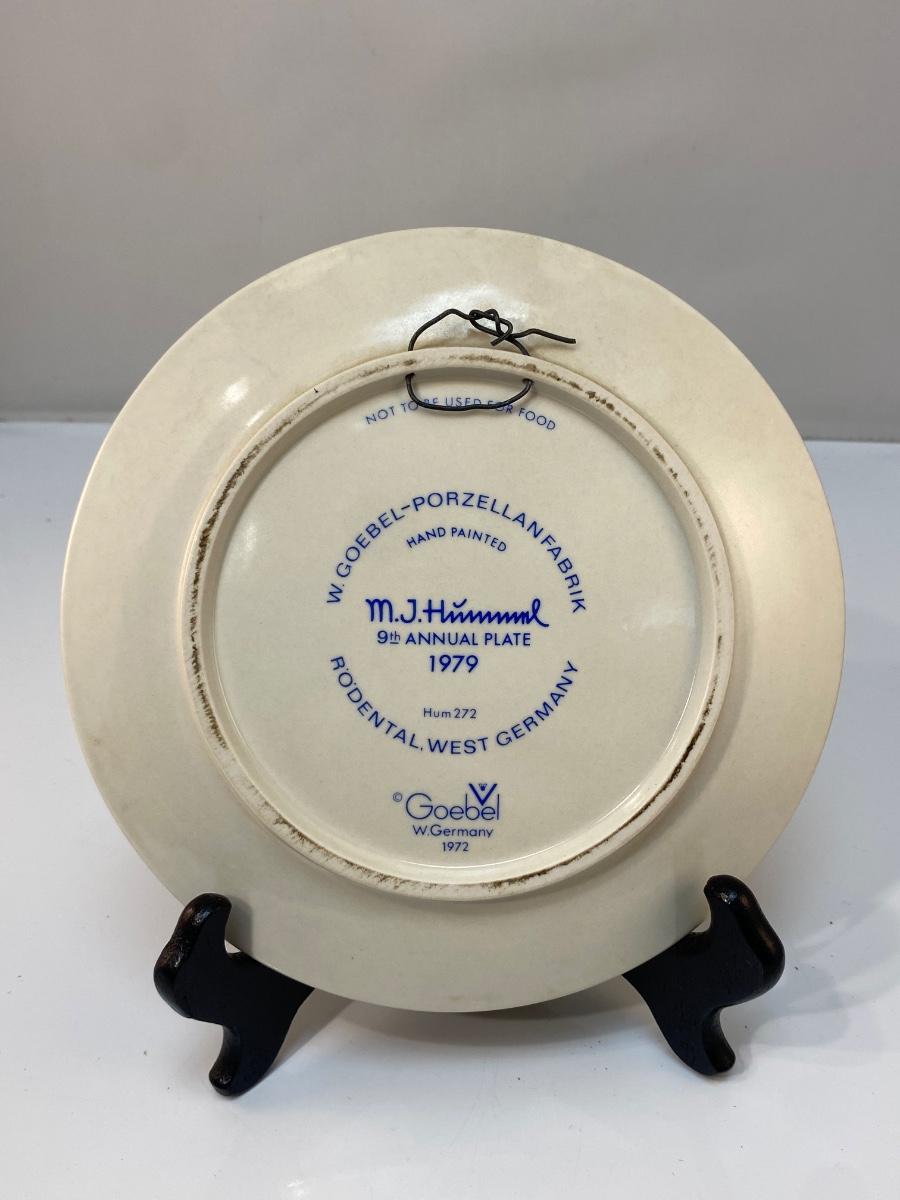 NOT TO BE USED FOR FOOD
W. GOEBEL-PORZELLANFABRIK
HAND PAINTED
M.J.Hümmel
9th ANNUAL PLATE
1979
Hum 272
RÖDENTAL, WEST GERMANY
© Goebel
W.Germany
1972